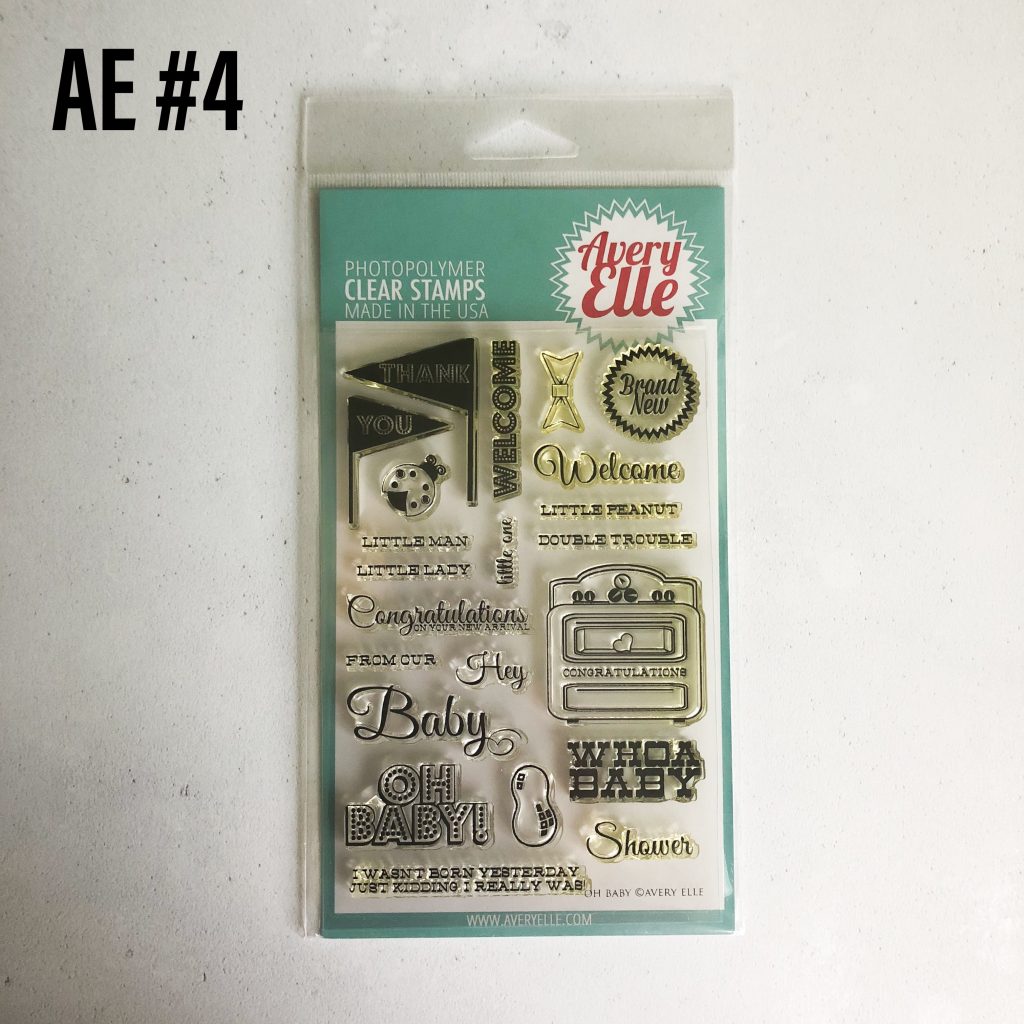 AE #4
PHOTOPOLYMER
CLEAR STAMPS
MADE IN THE USA
Avery
Elle
THANK
YOU
WELCOME
Brand
New
Welcome
LITTLE PEANUT
DOUBLE TROUBLE
LITTLE MAN
LITTLE LADY
little one
Congratulations
ON YOUR NEW ARRIVAL
FROM OUR
Hey
CONGRATULATIONS
Baby
WHOA
BABY
OH
BABY!
Shower
I WASN'T BORN YESTERDAY
JUST KIDDING, I REALLY WAS!
OH BABY ©AVERY ELLE
WWW.AVERYELLE.COM